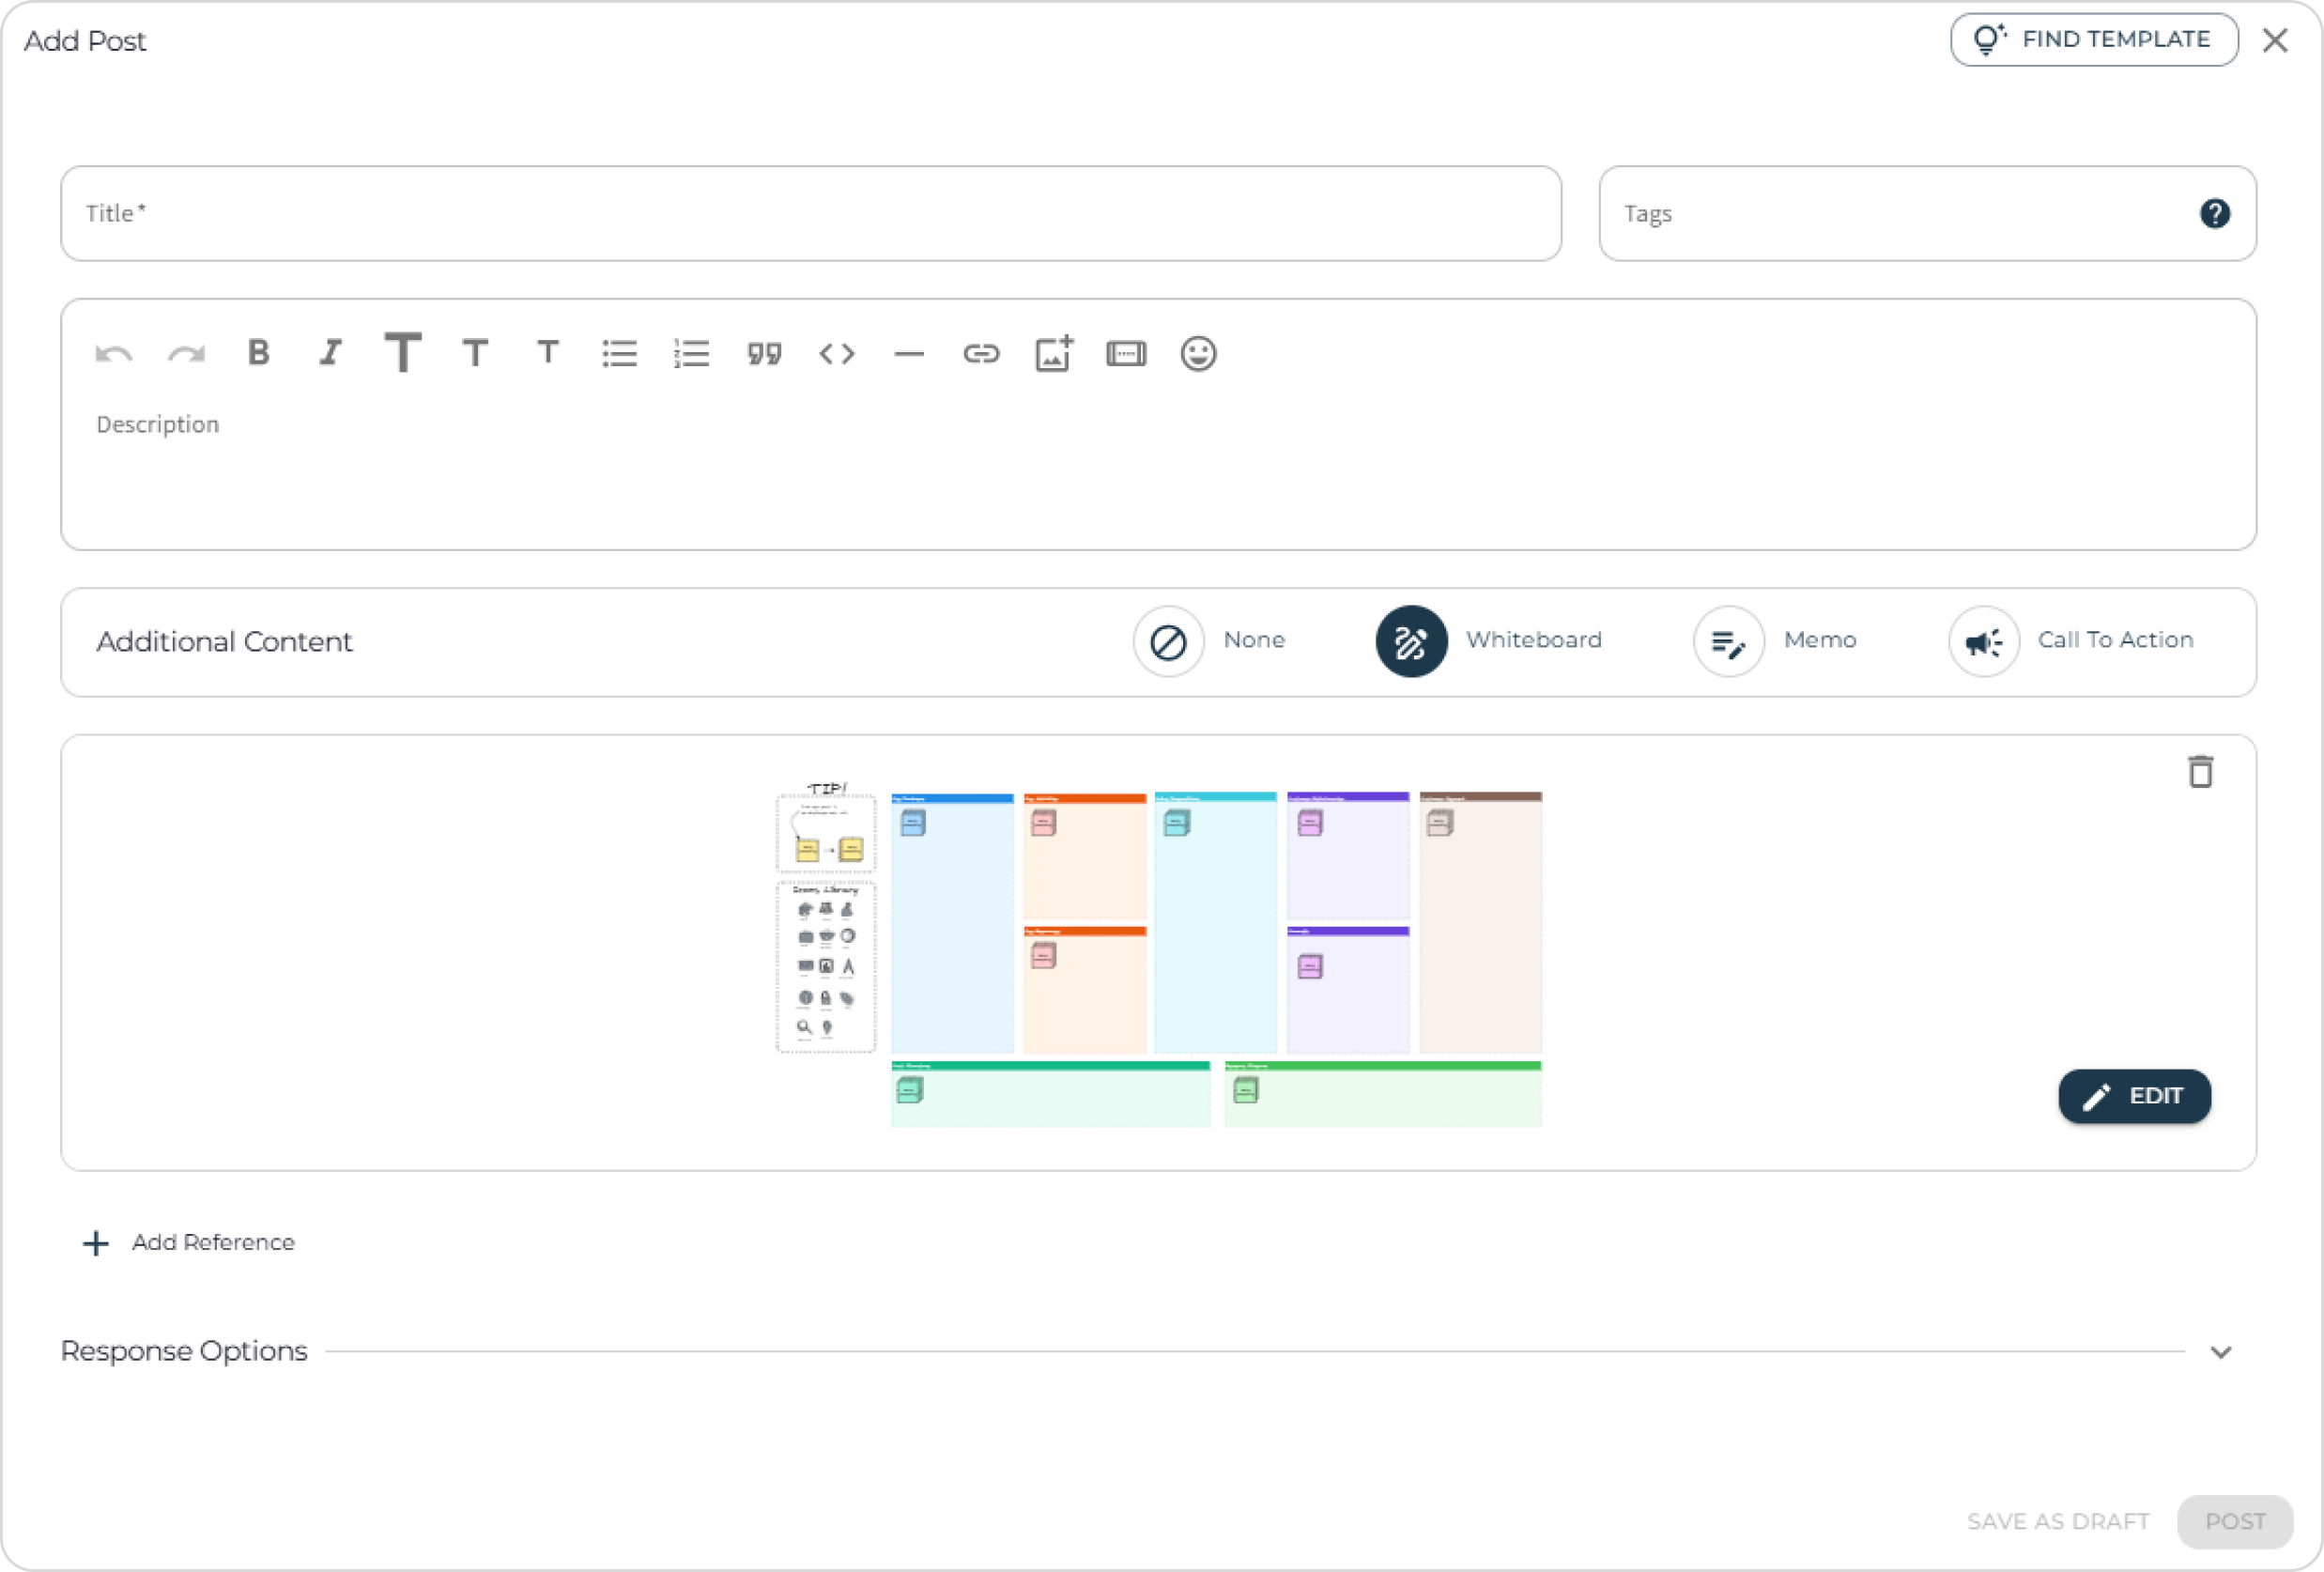 Add Post
FIND TEMPLATE
Title*
Tags
Description
Additional Content
None
Whiteboard
Memo
Call To Action
TIP!
Icons Library
EDIT
Add Reference
Response Options
SAVE AS DRAFT
POST